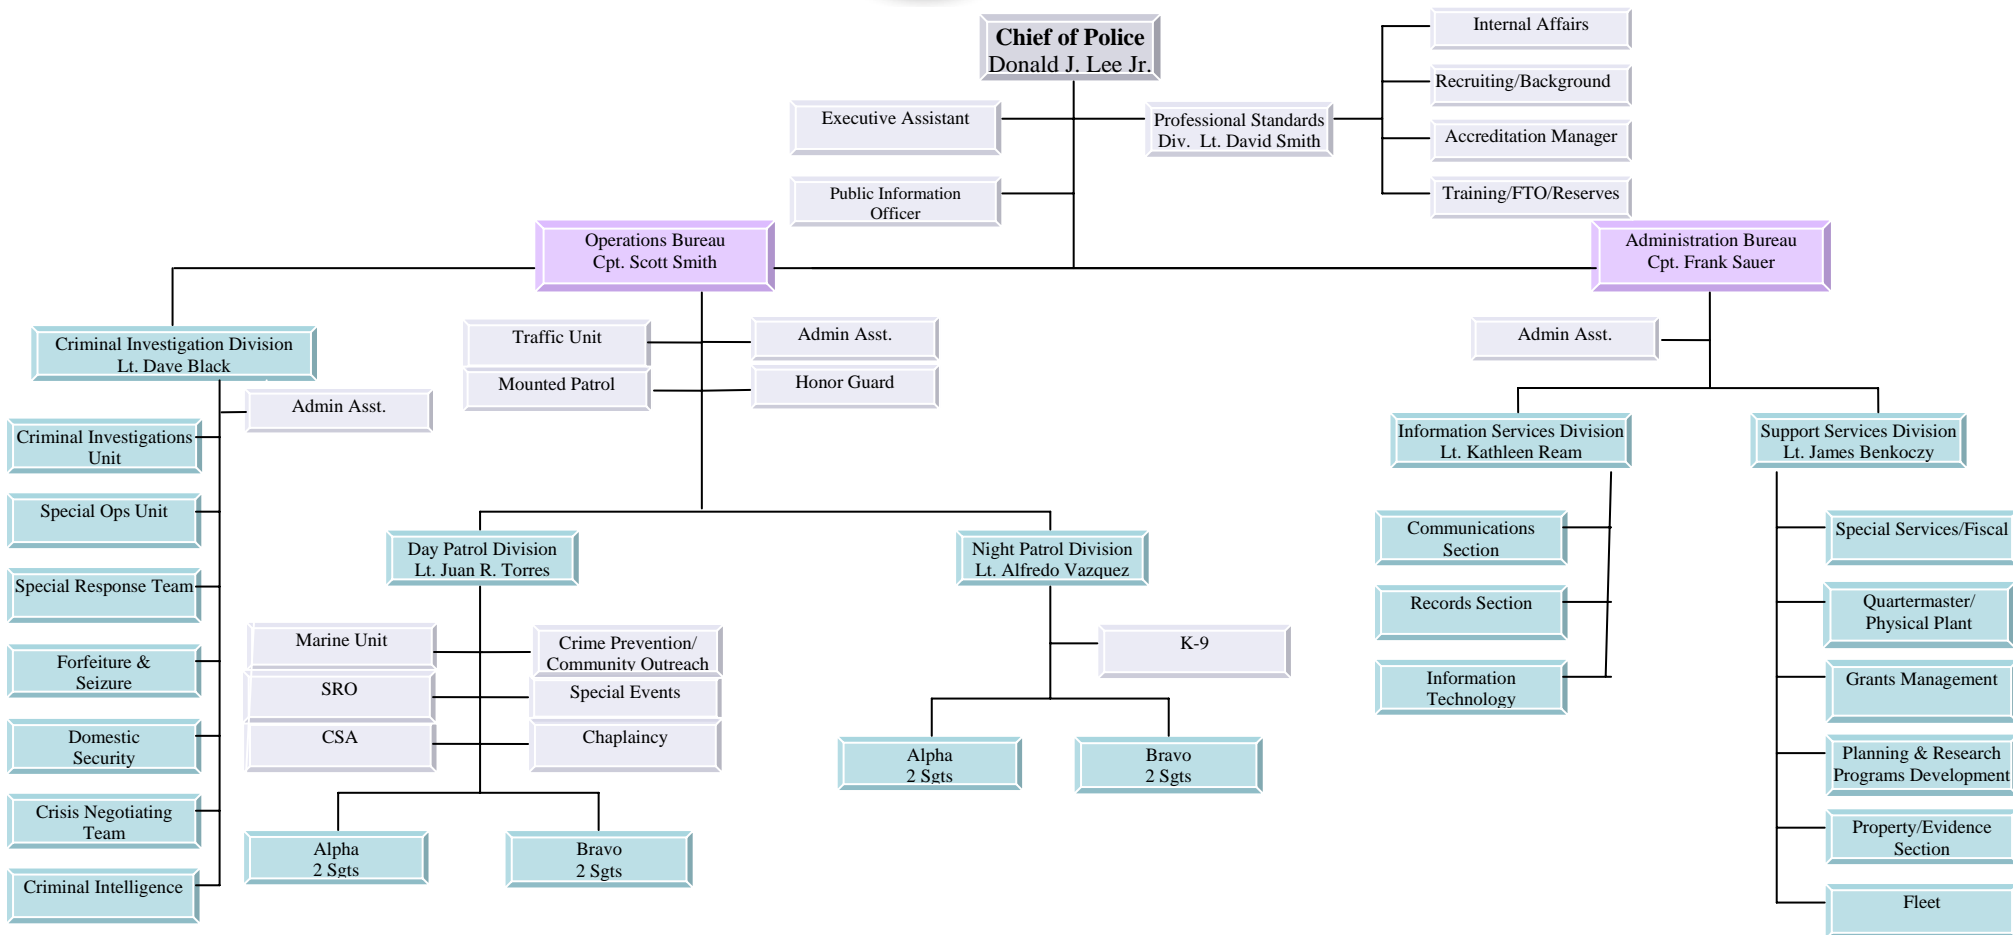 Chief of Police
Donald J. Lee Jr.
Internal Affairs
Recruiting/Background
Accreditation Manager
Training/FTO/Reserves
Executive Assistant
Professional Standards
Div. Lt. David Smith
Public Information
Officer
Operations Bureau
Cpt. Scott Smith
Administration Bureau
Cpt. Frank Sauer
Criminal Investigation Division
Lt. Dave Black
Admin Asst.
Criminal Investigations
Unit
Special Ops Unit
Special Response Team
Forfeiture &
Seizure
Domestic
Security
Crisis Negotiating
Team
Criminal Intelligence
Traffic Unit
Admin Asst.
Mounted Patrol
Honor Guard
Day Patrol Division
Lt. Juan R. Torres
Marine Unit
Crime Prevention/
Community Outreach
SRO
Special Events
CSA
Chaplaincy
Alpha
2 Sgts
Bravo
2 Sgts
Night Patrol Division
Lt. Alfredo Vazquez
K-9
Alpha
2 Sgts
Bravo
2 Sgts
Admin Asst.
Information Services Division
Lt. Kathleen Ream
Communications
Section
Records Section
Information
Technology
Support Services Division
Lt. James Benkoczy
Special Services/Fiscal
Quartermaster/
Physical Plant
Grants Management
Planning & Research
Programs Development
Property/Evidence
Section
Fleet